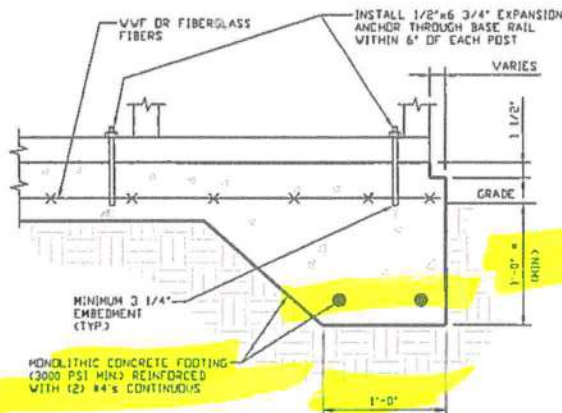 WWF OR FIBERGLASS
FIBERS
INSTALL 1/2"x6 3/4" EXPANSION
ANCHOR THROUGH BASE RAIL
WITHIN 6" OF EACH POST
VARIES
1 1/2"
GRADE
1'-0" *
(MIN)
MINIMUM 3 1/4"
EMBEDMENT
(TYP.)
MONOLITHIC CONCRETE FOOTING
(3000 PSI MIN.) REINFORCED
WITH (2) #4's CONTINUOUS
1'-0"